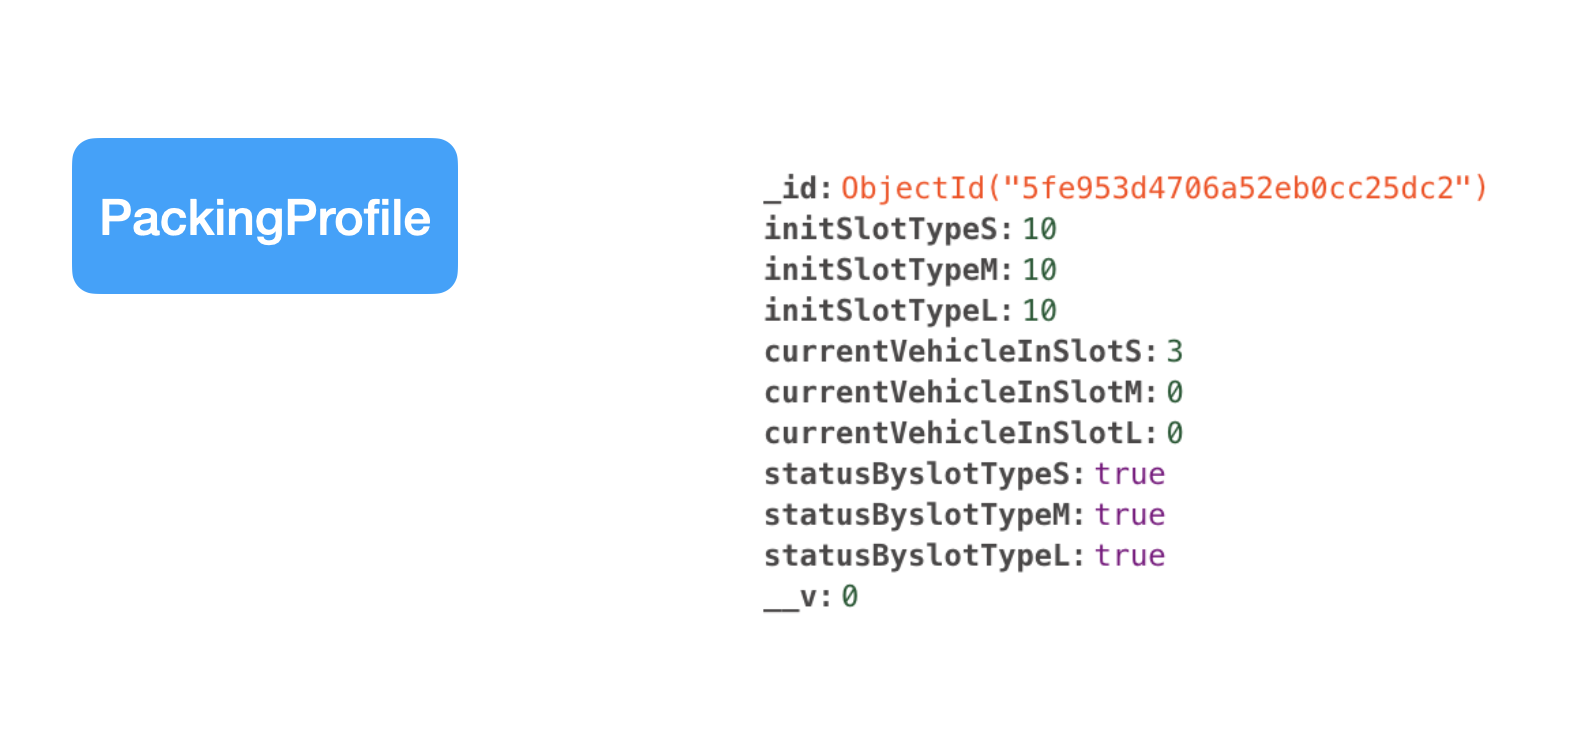 PackingProfile
_id: ObjectId("5fe953d4706a52eb0cc25dc2")
initSlotTypeS: 10
initSlotTypeM: 10
initSlotTypeL: 10
currentVehicleInSlotS: 3
currentVehicleInSlotM: 0
currentVehicleInSlotL: 0
statusByslotTypeS: true
statusByslotTypeM: true
statusByslotTypeL: true
__v: 0